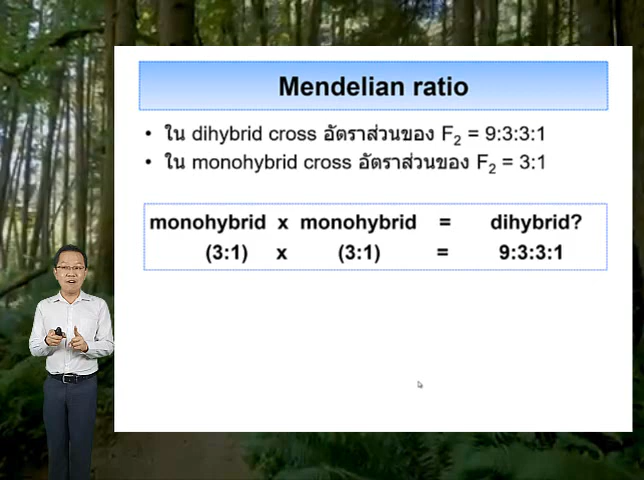 Mendelian ratio
• ใน dihybrid cross อัตราส่วนของ F₂ = 9:3:3:1
• ใน monohybrid cross อัตราส่วนของ F₂ = 3:1
monohybrid x monohybrid = dihybrid?
(3:1) x (3:1) = 9:3:3:1